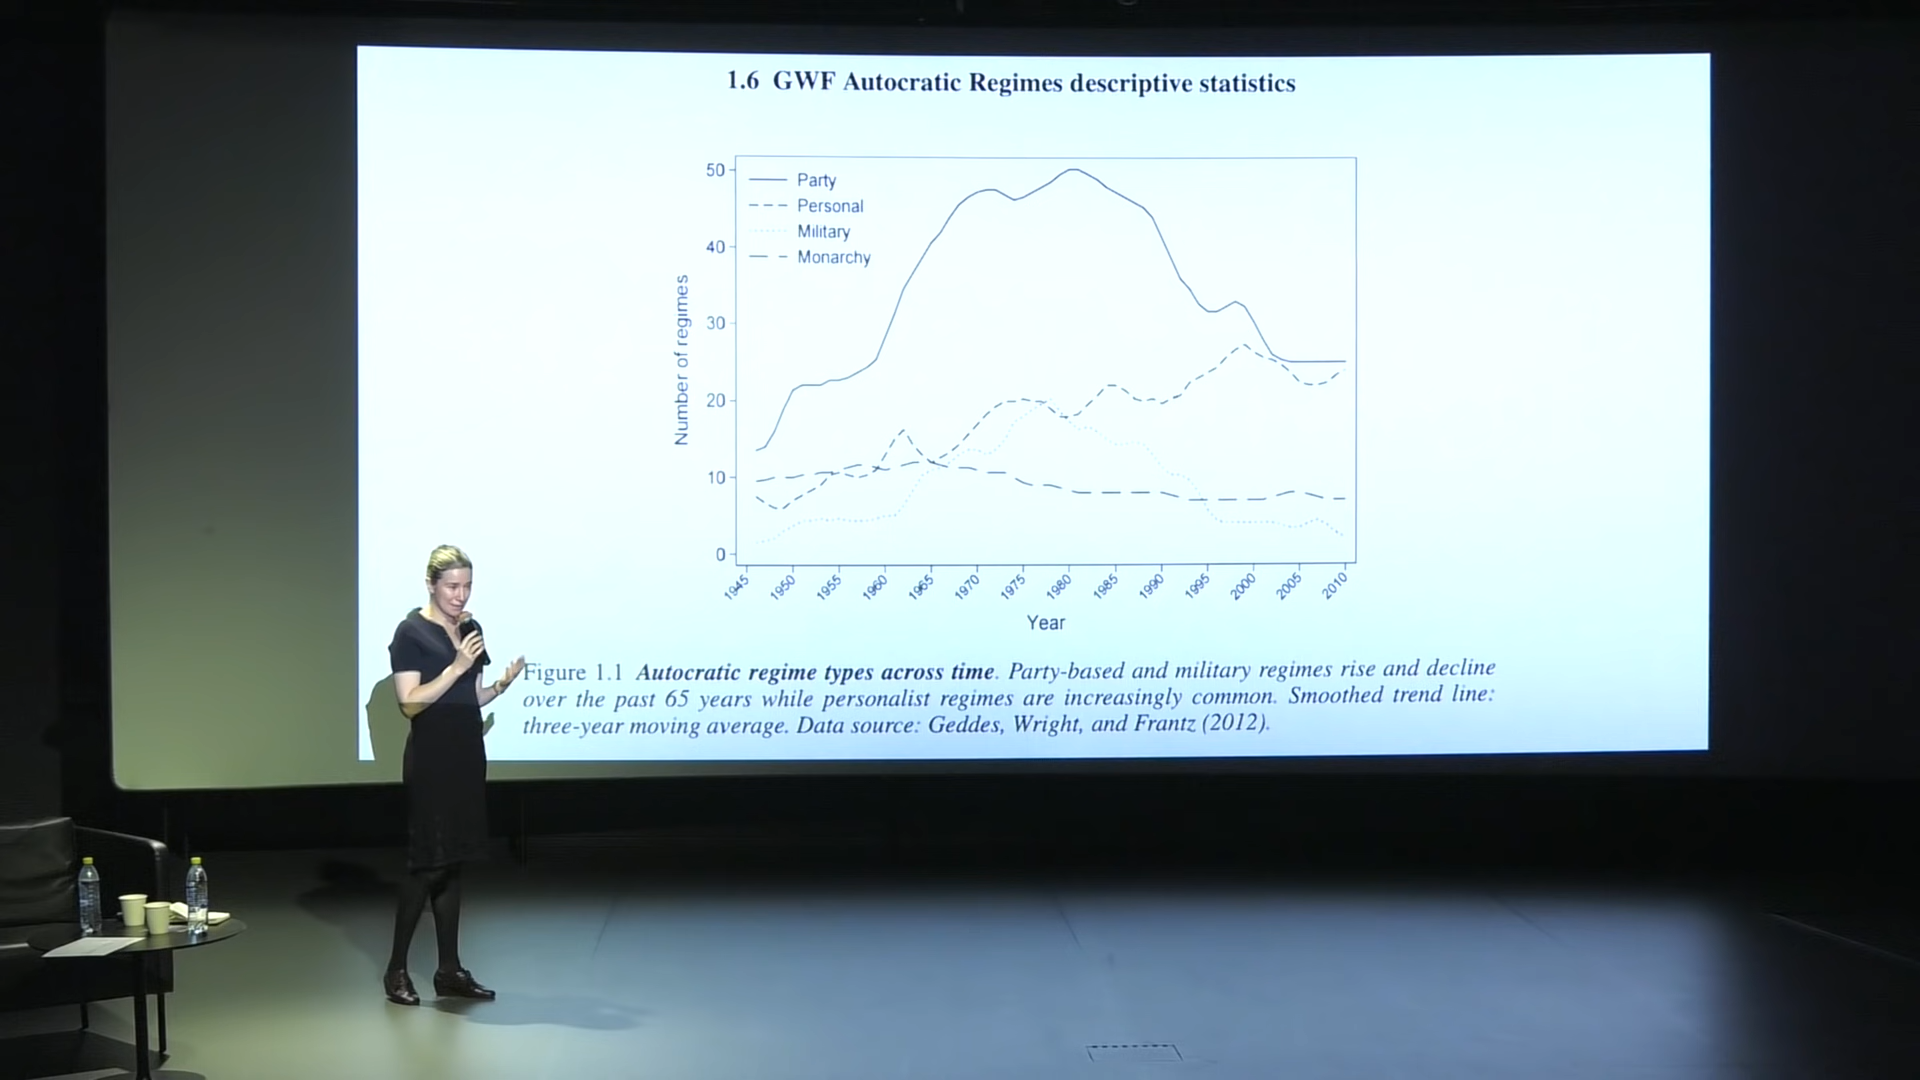 1.6 GWF Autocratic Regimes descriptive statistics
50
40
30
20
10
0
Number of regimes
Party
Personal
Military
Monarchy
1945 1950 1955 1960 1965 1970 1975 1980 1985 1990 1995 2000 2005 2010
Year
Figure 1.1 Autocratic regime types across time. Party-based and military regimes rise and decline
over the past 65 years while personalist regimes are increasingly common. Smoothed trend line:
three-year moving average. Data source: Geddes, Wright, and Frantz (2012).